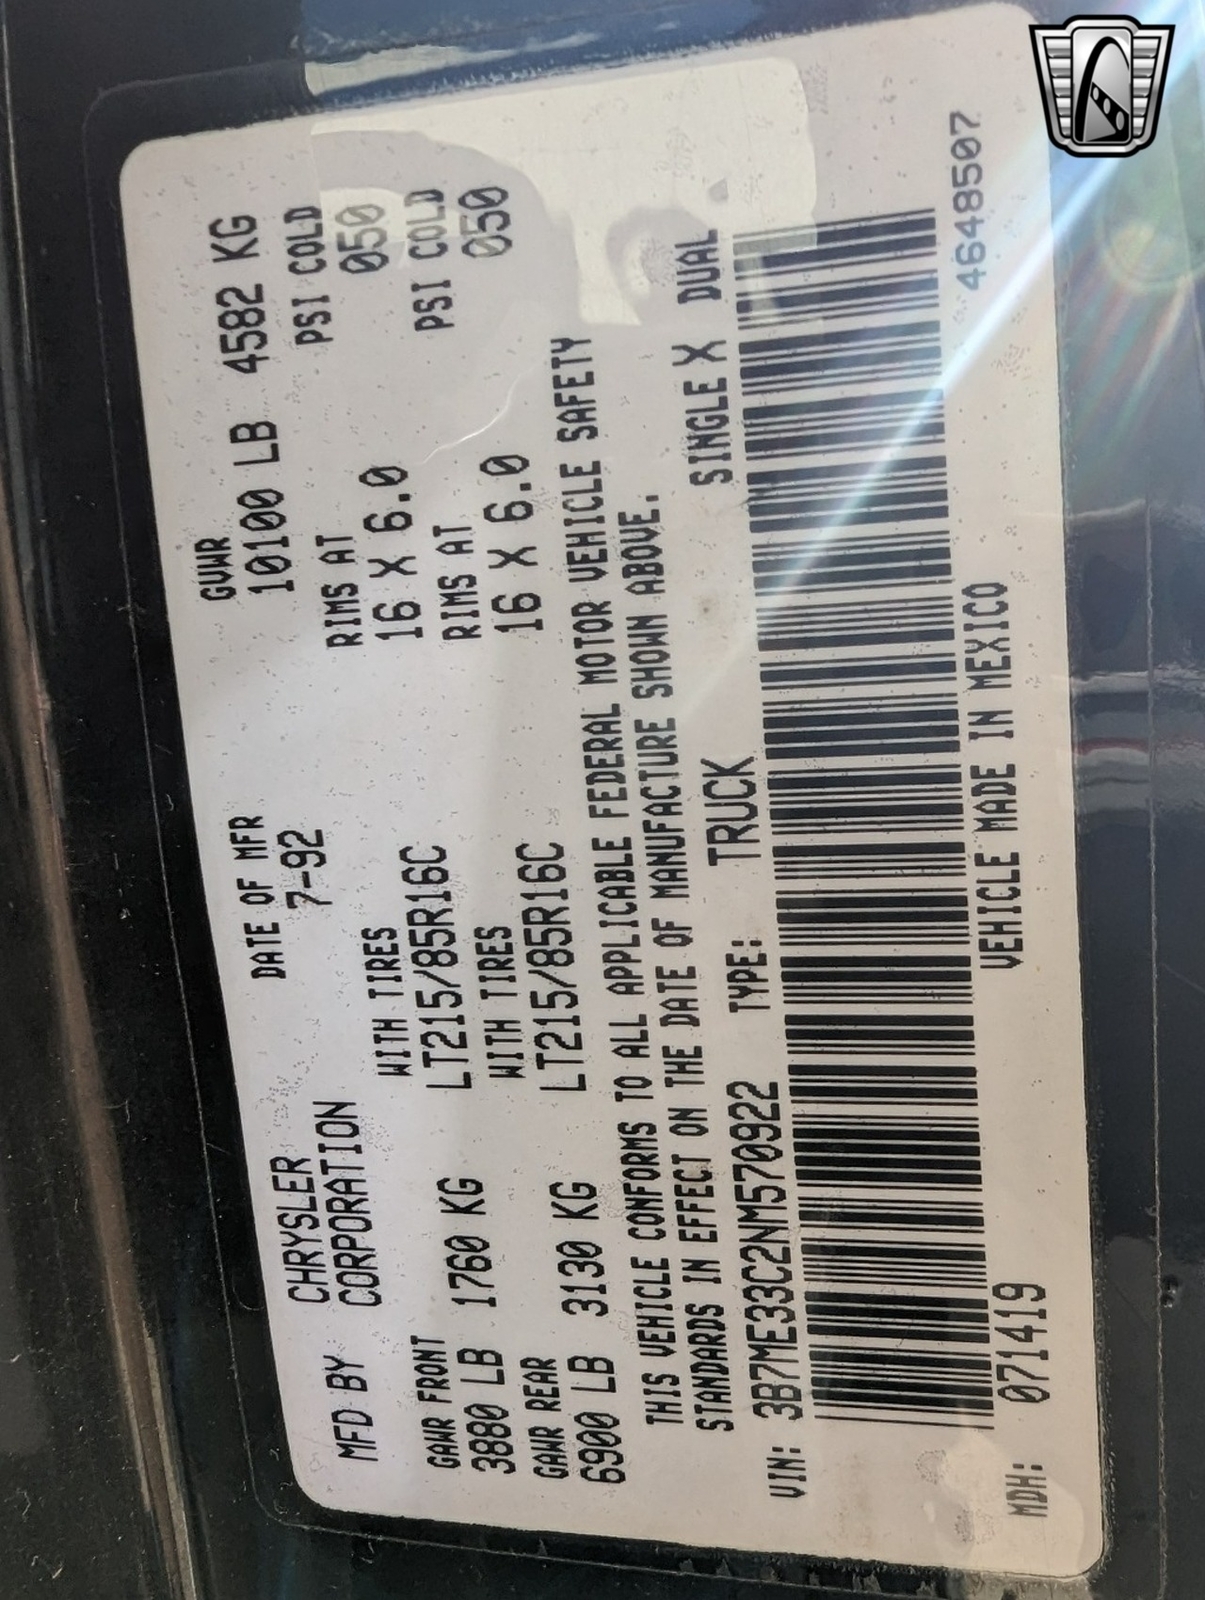 MFD BY CHRYSLER CORPORATION DATE OF MFR 7-92 GVWR 10100 LB 4582 KG
GAWR FRONT WITH TIRES RIMS AT PSI COLD
3880 LB 1760 KG LT215/85R16C 16 X 6.0 050
GAWR REAR WITH TIRES RIMS AT PSI COLD
6900 LB 3130 KG LT215/85R16C 16 X 6.0 050
THIS VEHICLE CONFORMS TO ALL APPLICABLE FEDERAL MOTOR VEHICLE SAFETY
STANDARDS IN EFFECT ON THE DATE OF MANUFACTURE SHOWN ABOVE.
VIN: 3B7ME33C2NM570922 TYPE: TRUCK SINGLE X DUAL
MDH: 071419 VEHICLE MADE IN MEXICO 4648507